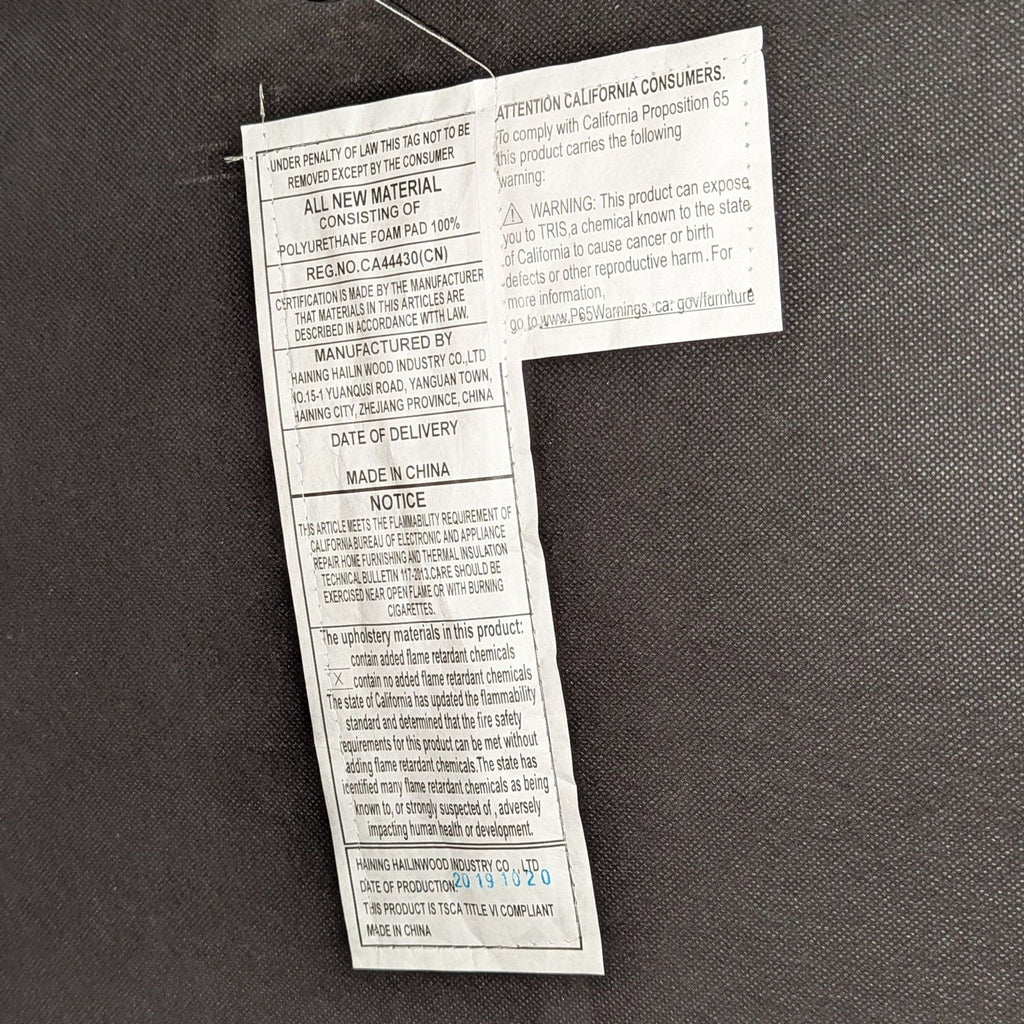 UNDER PENALTY OF LAW THIS TAG NOT TO BE
REMOVED EXCEPT BY THE CONSUMER
ALL NEW MATERIAL
CONSISTING OF
POLYURETHANE FOAM PAD 100%
REG.NO.CA44430(CN)
CERTIFICATION IS MADE BY THE MANUFACTURER
THAT MATERIALS IN THIS ARTICLES ARE
DESCRIBED IN ACCORDANCE WTTH LAW.
MANUFACTURED BY
HAINING HAILIN WOOD INDUSTRY CO.,LTD
NO.15-1 YUANQUSI ROAD, YANGUAN TOWN,
HAINING CITY, ZHEJIANG PROVINCE, CHINA
DATE OF DELIVERY
MADE IN CHINA
NOTICE
THIS ARTICLE MEETS THE FLAMMABILITY REQUIREMENT OF
CALIFORNIA BUREAU OF ELECTRONIC AND APPLIANCE
REPAIR HOME FURNISHING AND THERMAL INSULATION
TECHNICAL BULLETIN 117-2013.CARE SHOULD BE
EXERCISED NEAR OPEN FLAME OR WITH BURNING
CIGARETTES.
The upholstery materials in this product:
___ contain added flame retardant chemicals
X contain no added flame retardant chemicals
The state of California has updated the flammability
standard and determined that the fire safety
requirements for this product can be met without
adding flame retardant chemicals.The state has
identified many flame retardant chemicals as being
known to, or strongly suspected of , adversely
impacting human health or development.
HAINING HAILINWOOD INDUSTRY CO ., LTD
DATE OF PRODUCTION: 20191020
THIS PRODUCT IS TSCA TITLE VI COMPLIANT
MADE IN CHINA
ATTENTION CALIFORNIA CONSUMERS.
To comply with California Proposition 65
this product carries the following
warning:
⚠ WARNING: This product can expose
you to TRIS,a chemical known to the state
of California to cause cancer or birth
defects or other reproductive harm . For
more information,
go to www.P65Warnings. ca. gov/furniture